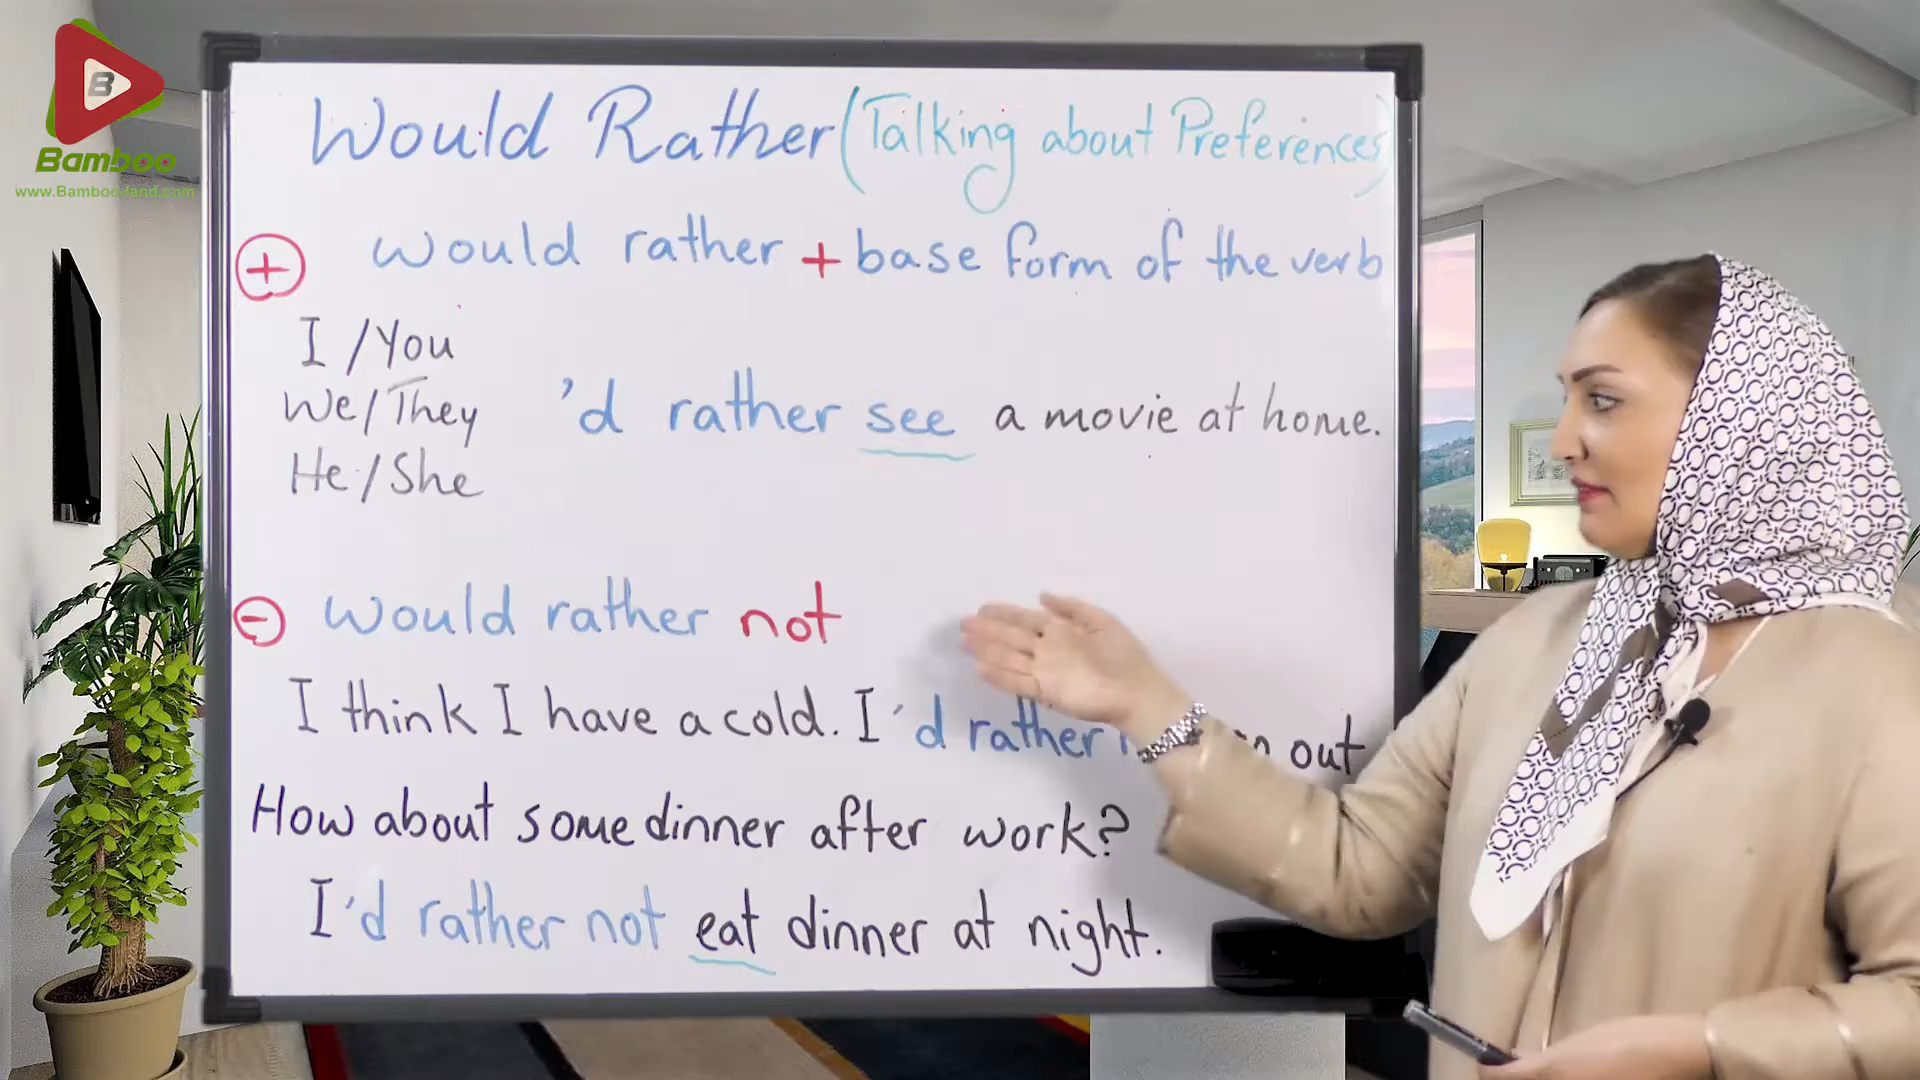 B
Bamboo
Would Rather (Talking about Preferences)
+ would rather + base form of the verb
I / You
We / They 'd rather see a movie at home.
He / She
- would rather not
I think I have a cold. I'd rather out
How about some dinner after work?
I'd rather not eat dinner at night.